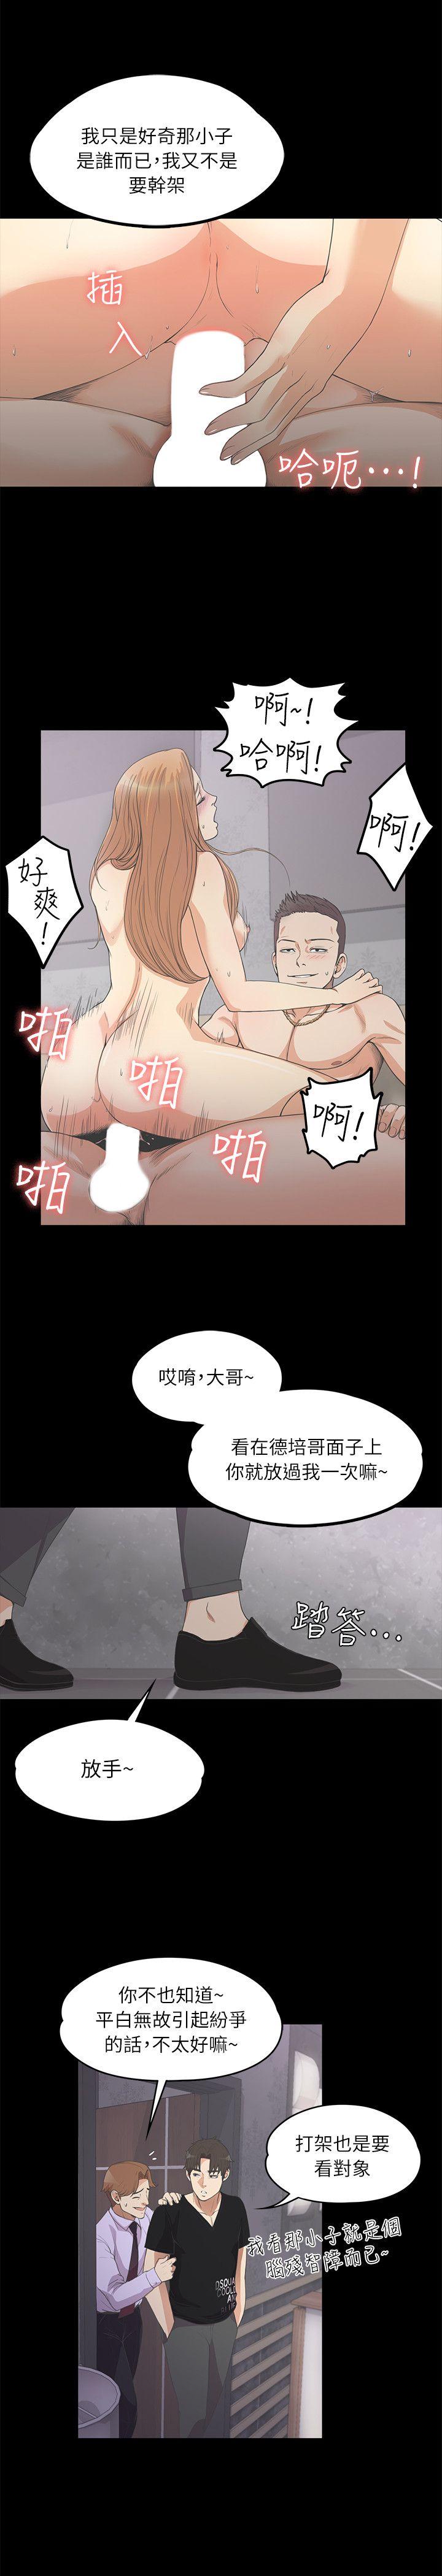 我只是好奇那小子
是誰而已，我又不是
要幹架
插
入
哈呃…!
啊~!
哈啊!
啊!
好
爽!
啪
啪
啊!
啪
啪
哎唷，大哥~
看在德培哥面子上
你就放過我一次嘛~
踏答…
放手~
你不也知道~
平白無故引起紛爭
的話，不太好嘛~
打架也是要
看對象
我看那小子就是個
腦殘智障而已~
DSQUA
COOL